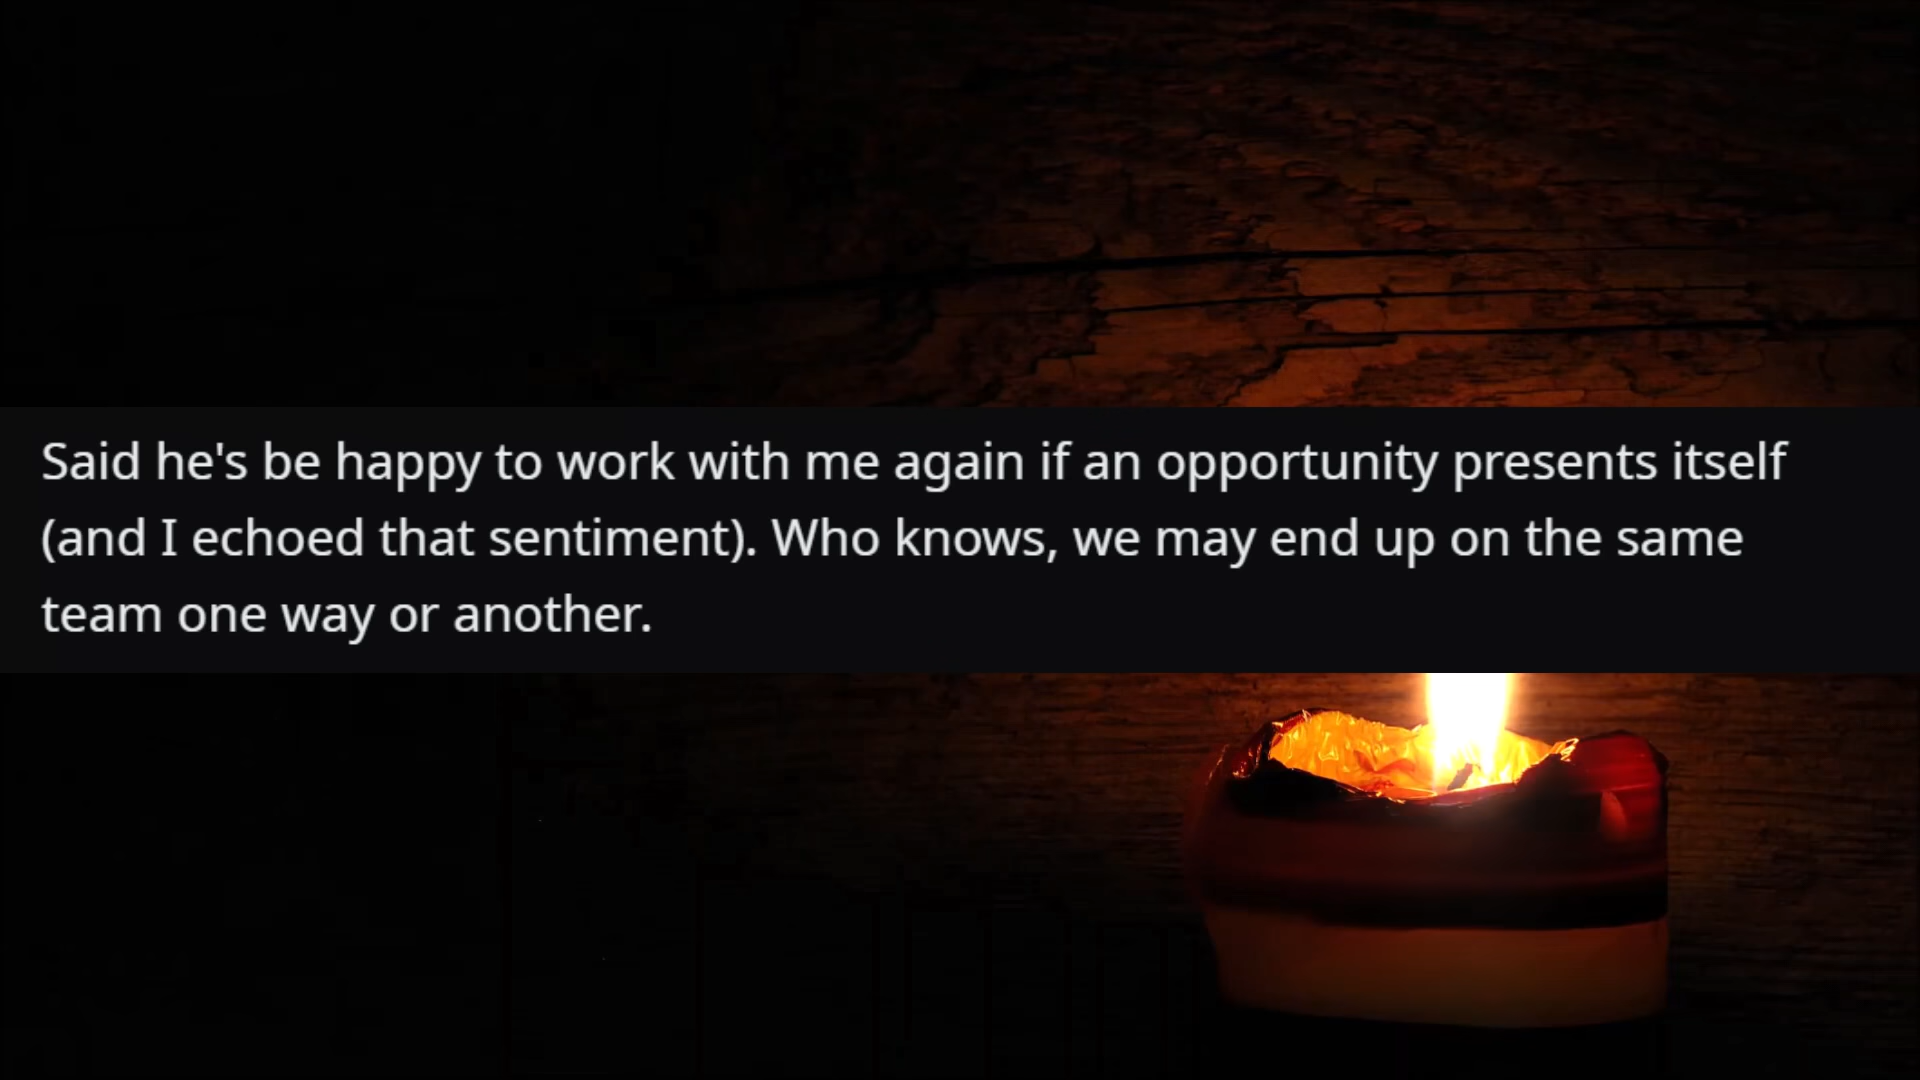 Said he's be happy to work with me again if an opportunity presents itself
(and I echoed that sentiment). Who knows, we may end up on the same
team one way or another.